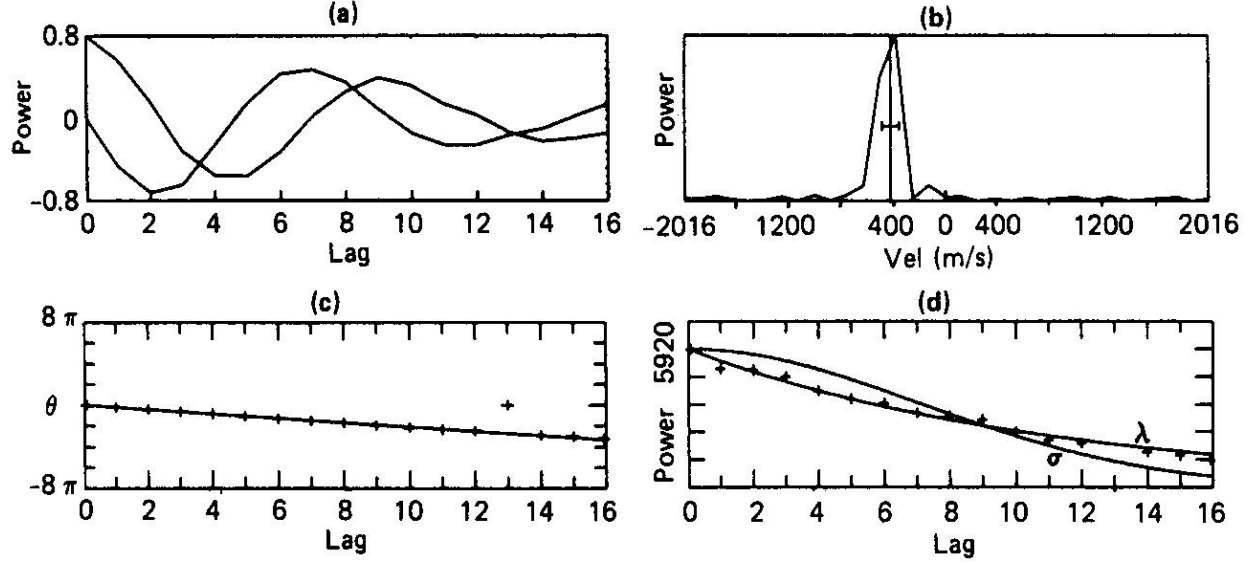 (a)
0.8
0
-0.8
Power
0 2 4 6 8 10 12 14 16
Lag
(b)
Power
-2016 1200 400 0 400 1200 2016
Vel (m/s)
(c)
8 π
θ
-8 π
0 2 4 6 8 10 12 14 16
Lag
(d)
5920
Power
λ
σ
0 2 4 6 8 10 12 14 16
Lag